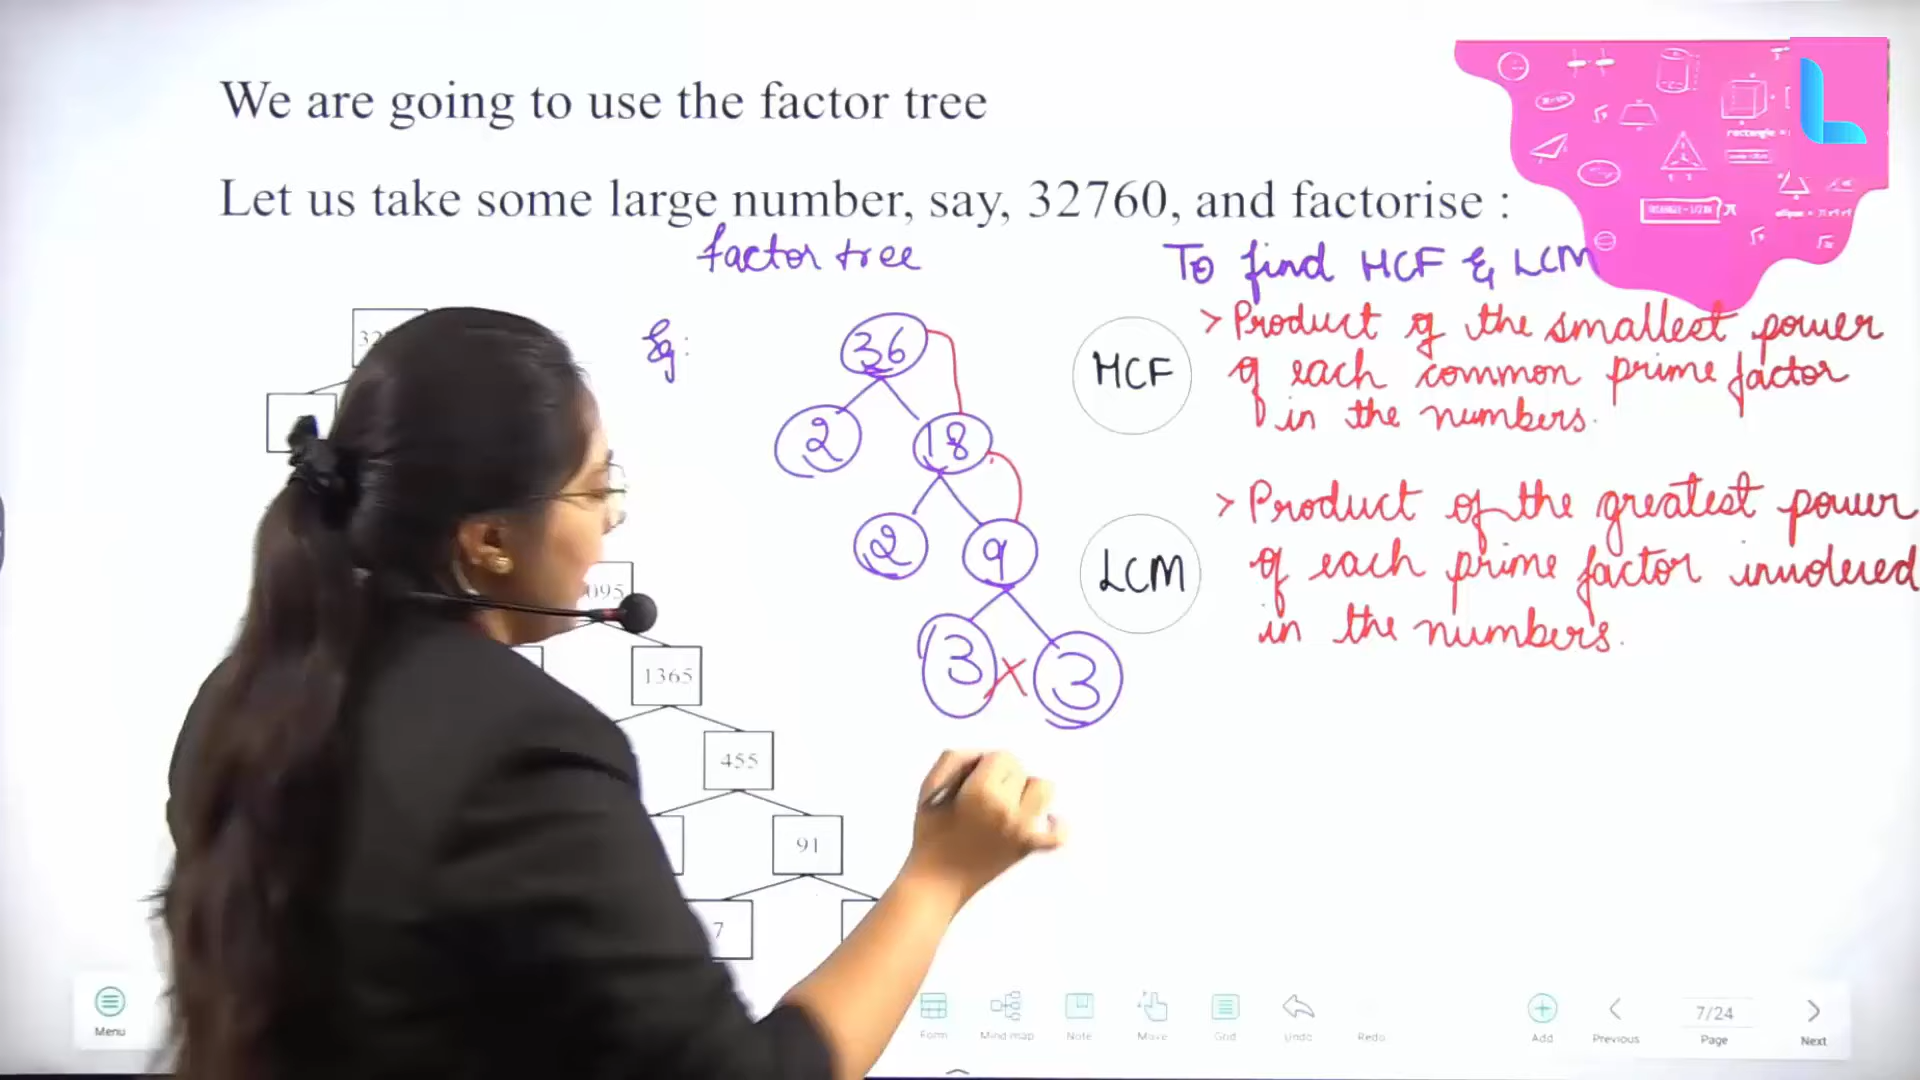 We are going to use the factor tree
Let us take some large number, say, 32760, and factorise :
factor tree
Eg:
36
2
18
2
9
3 × 3
1365
455
91
7
To find HCF & LCM
HCF
> Product of the smallest power
of each common prime factor
in the numbers.
LCM
> Product of the greatest power
of each prime factor involved
in the numbers.
rectangle
Menu
Form
Mind map
Note
Move
Grid
Undo
Redo
Add
Previous
7/24
Page
Next